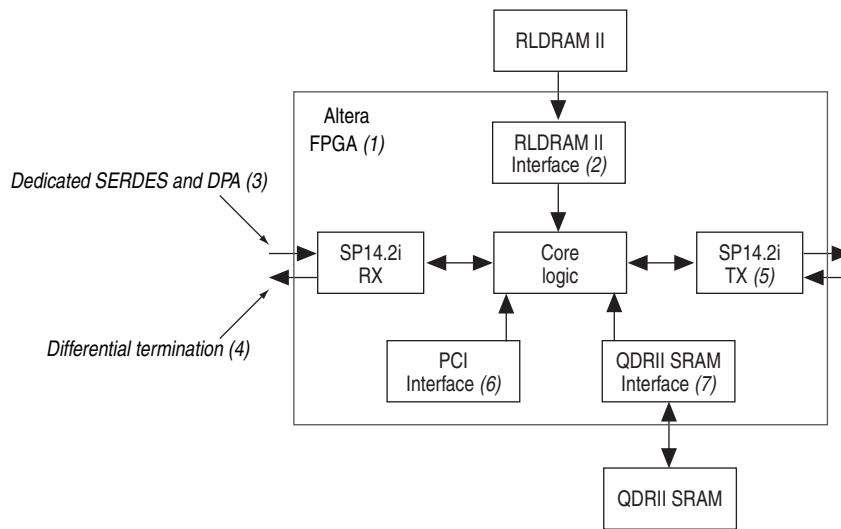 RLDRAM II
Altera
FPGA (1)
RLDRAM II
Interface (2)
Dedicated SERDES and DPA (3)
SP14.2i
RX
Core
logic
SP14.2i
TX (5)
Differential termination (4)
PCI
Interface (6)
QDRII SRAM
Interface (7)
QDRII SRAM